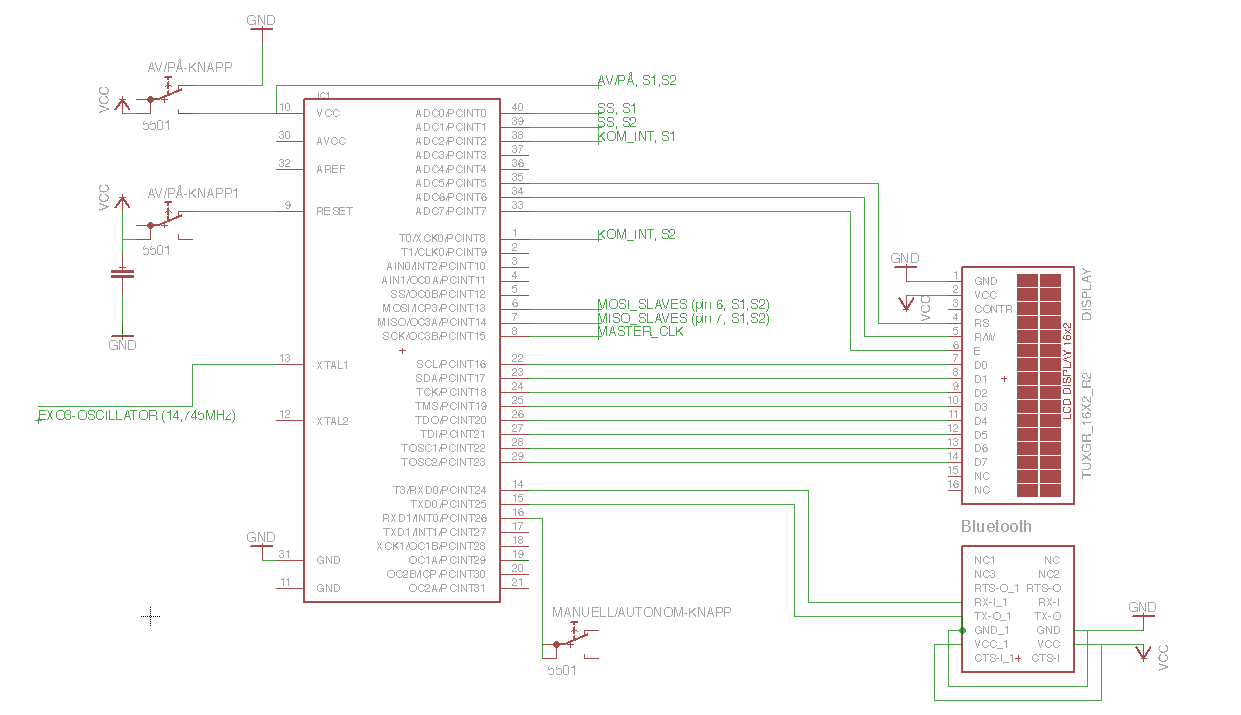 GND
AV/PÅ-KNAPP
VCC
5501
AV/PÅ, S1,S2
IC1
10 VCC
30 AVCC
32 AREF
9 RESET
13 XTAL1
12 XTAL2
31 GND
11 GND
ADC0/PCINT0 40
ADC1/PCINT1 39
ADC2/PCINT2 38
ADC3/PCINT3 37
ADC4/PCINT4 36
ADC5/PCINT5 35
ADC6/PCINT6 34
ADC7/PCINT7 33
T0/XCK0/PCINT8 1
T1/CLK0/PCINT9 2
AIN0/INT2/PCINT10 3
AIN1/OC0A/PCINT11 4
SS/OC0B/PCINT12 5
MOSI/ICP3/PCINT13 6
MISO/OC3A/PCINT14 7
SCK/OC3B/PCINT15 8
SCL/PCINT16 22
SDA/PCINT17 23
TCK/PCINT18 24
TMS/PCINT19 25
TDO/PCINT20 26
TDI/PCINT21 27
TOSC1/PCINT22 28
TOSC2/PCINT23 29
T3/RXD0/PCINT24 14
TXD0/PCINT25 15
RXD1/INT0/PCINT26 16
TXD1/INT1/PCINT27 17
XCK1/OC1B/PCINT28 18
OC1A/PCINT29 19
OC2B/ICP/PCINT30 20
OC2A/PCINT31 21
SS, S1
SS, S2
KOM_INT, S1
KOM_INT, S2
MOSI_SLAVES (pin 6, S1,S2)
MISO_SLAVES (pin 7, S1,S2)
MASTER_CLK
VCC
AV/PÅ-KNAPP1
5501
GND
EXO3-OSCILLATOR (14,745MHZ)
GND
GND
VCC
1 GND
2 VCC
3 CONTR
4 RS
5 R/W
6 E
7 D0
8 D1
9 D2
10 D3
11 D4
12 D5
13 D6
14 D7
15 NC
16 NC
LCD DISPLAY 16x2
DISPLAY
TUXGR_16X2_R2
Bluetooth
NC1 NC
NC3 NC2
RTS-O_1 RTS-O
RX-I_1 RX-I
TX-O_1 TX-O
GND_1 GND
VCC_1 VCC
CTS-I_1 CTS-I
GND
VCC
MANUELL/AUTONOM-KNAPP
5501